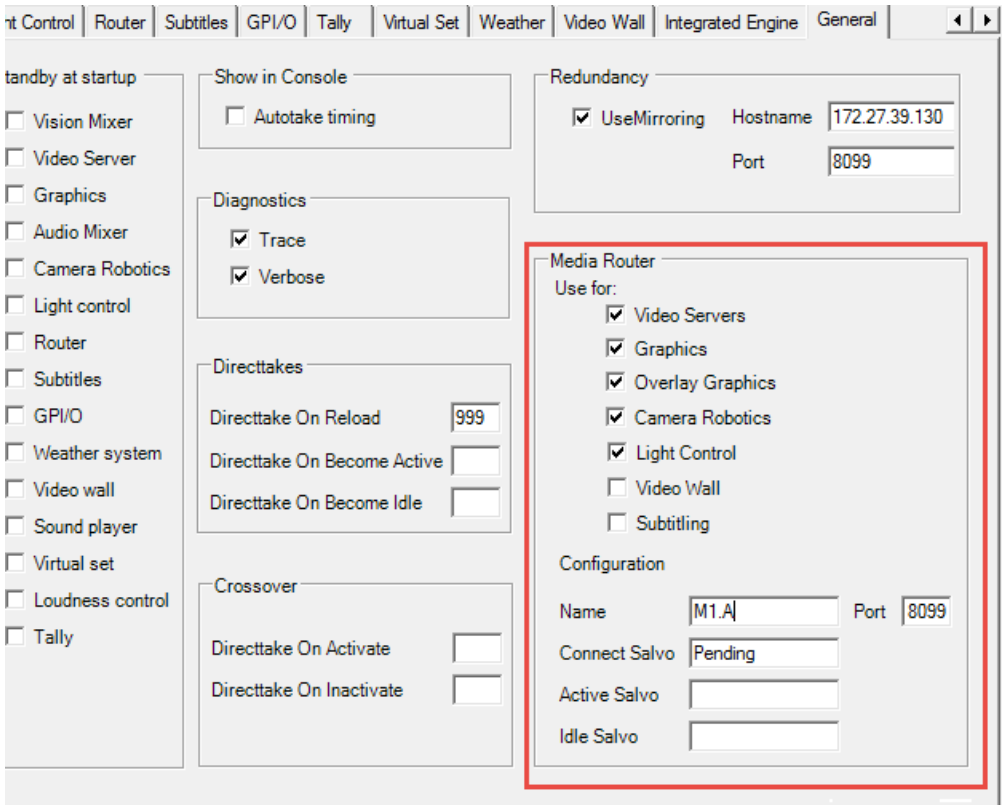 nt Control Router Subtitles GPI/O Tally Virtual Set Weather Video Wall Integrated Engine General
tandby at startup
Vision Mixer
Video Server
Graphics
Audio Mixer
Camera Robotics
Light control
Router
Subtitles
GPI/O
Weather system
Video wall
Sound player
Virtual set
Loudness control
Tally
Show in Console
Autotake timing
Diagnostics
Trace
Verbose
Directtakes
Directtake On Reload 999
Directtake On Become Active
Directtake On Become Idle
Crossover
Directtake On Activate
Directtake On Inactivate
Redundancy
UseMirroring Hostname 172.27.39.130
Port 8099
Media Router
Use for:
Video Servers
Graphics
Overlay Graphics
Camera Robotics
Light Control
Video Wall
Subtitling
Configuration
Name M1.A Port 8099
Connect Salvo Pending
Active Salvo
Idle Salvo